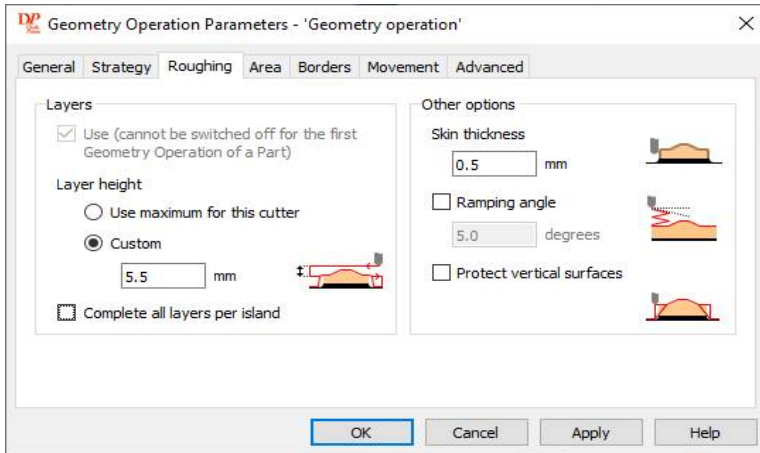 DP Geometry Operation Parameters - 'Geometry operation'
General Strategy Roughing Area Borders Movement Advanced
Layers
Use (cannot be switched off for the first
Geometry Operation of a Part)
Layer height
Use maximum for this cutter
Custom
5.5 mm
Complete all layers per island
Other options
Skin thickness
0.5 mm
Ramping angle
5.0 degrees
Protect vertical surfaces
OK Cancel Apply Help